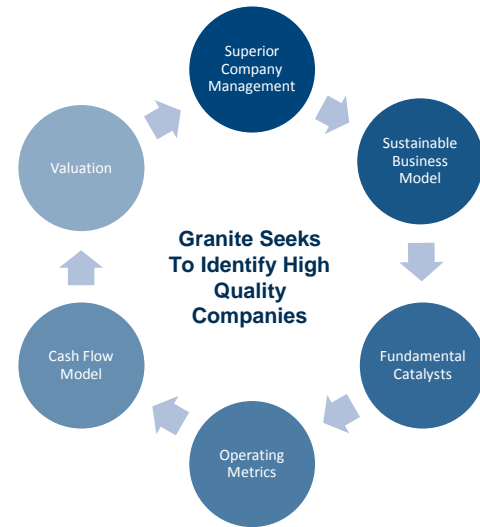 Superior
Company
Management
Sustainable
Business
Model
Fundamental
Catalysts
Operating
Metrics
Cash Flow
Model
Valuation
Granite Seeks
To Identify High
Quality
Companies